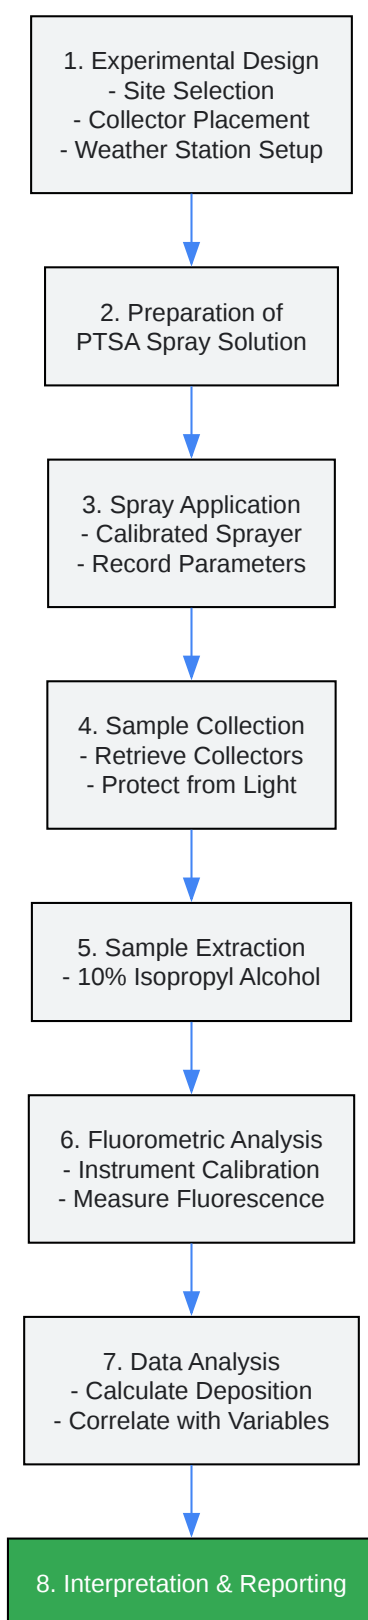 1. Experimental Design
- Site Selection
- Collector Placement
- Weather Station Setup
2. Preparation of
PTSA Spray Solution
3. Spray Application
- Calibrated Sprayer
- Record Parameters
4. Sample Collection
- Retrieve Collectors
- Protect from Light
5. Sample Extraction
- 10% Isopropyl Alcohol
6. Fluorometric Analysis
- Instrument Calibration
- Measure Fluorescence
7. Data Analysis
- Calculate Deposition
- Correlate with Variables
8. Interpretation & Reporting